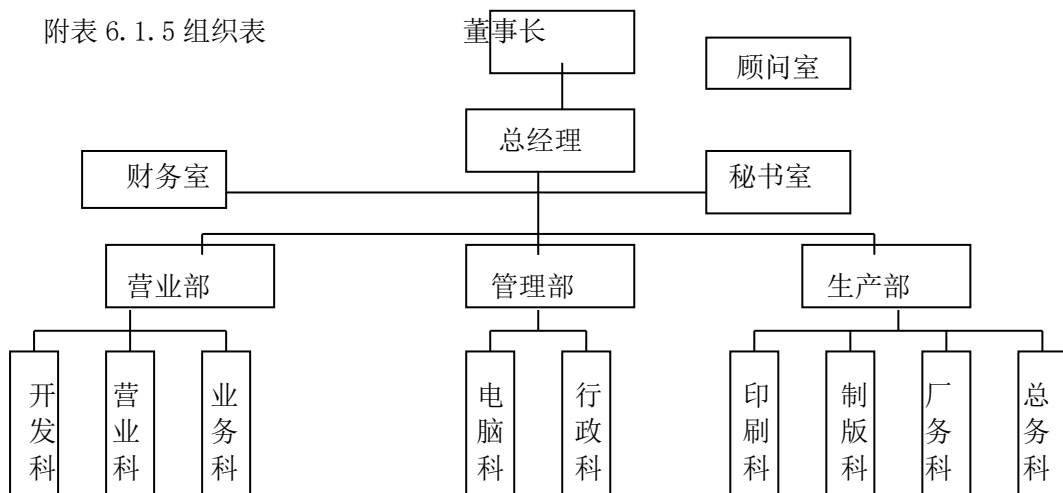 附表 6.1.5 组织表
董事长
顾问室
总经理
财务室
秘书室
营业部
管理部
生产部
开发科
营业科
业务科
电脑科
行政科
印刷科
制版科
厂务科
总务科